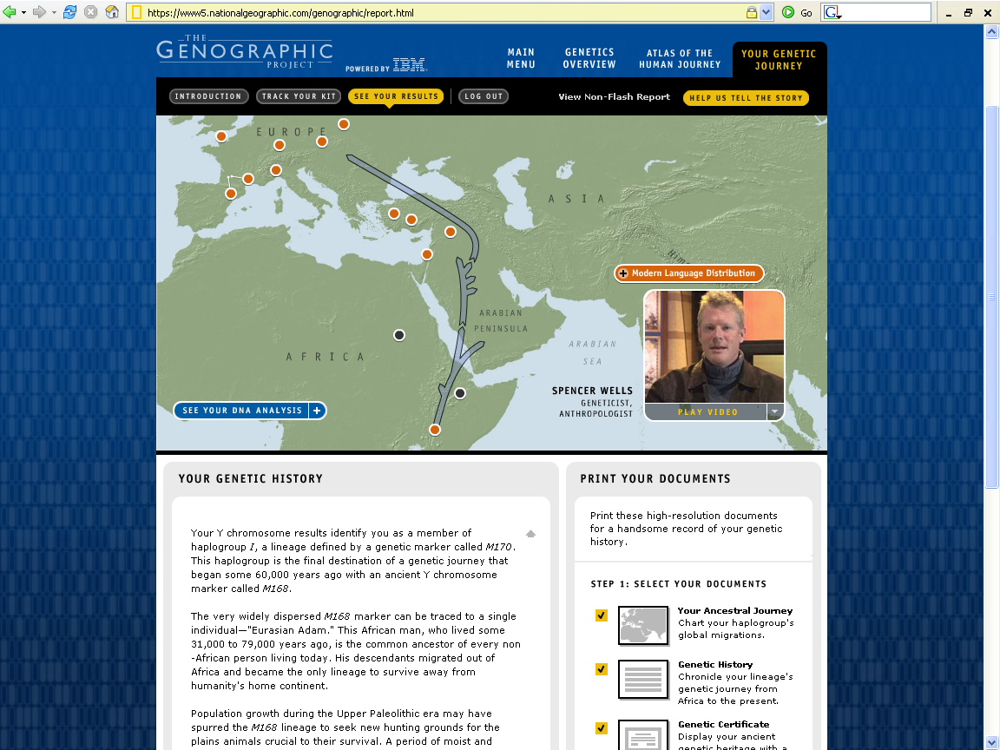 https://www5.nationalgeographic.com/genographic/report.html
Go
THE
GENOGRAPHIC
PROJECT
POWERED BY IBM
MAIN
MENU
GENETICS
OVERVIEW
ATLAS OF THE
HUMAN JOURNEY
YOUR GENETIC
JOURNEY
INTRODUCTION
TRACK YOUR KIT
SEE YOUR RESULTS
LOG OUT
View Non-Flash Report
HELP US TELL THE STORY
EUROPE
ASIA
Modern Language Distribution
ARABIAN
PENINSULA
ARABIAN
SEA
AFRICA
SPENCER WELLS
GENETICIST,
ANTHROPOLOGIST
PLAY VIDEO
SEE YOUR DNA ANALYSIS
YOUR GENETIC HISTORY
Your Y chromosome results identify you as a member of
haplogroup I, a lineage defined by a genetic marker called M170.
This haplogroup is the final destination of a genetic journey that
began some 60,000 years ago with an ancient Y chromosome
marker called M168.
The very widely dispersed M168 marker can be traced to a single
individual—"Eurasian Adam." This African man, who lived some
31,000 to 79,000 years ago, is the common ancestor of every non
-African person living today. His descendants migrated out of
Africa and became the only lineage to survive away from
humanity's home continent.
Population growth during the Upper Paleolithic era may have
spurred the M168 lineage to seek new hunting grounds for the
plains animals crucial to their survival. A period of moist and
PRINT YOUR DOCUMENTS
Print these high-resolution documents
for a handsome record of your genetic
history.
STEP 1: SELECT YOUR DOCUMENTS
Your Ancestral Journey
Chart your haplogroup's
global migrations.
Genetic History
Chronicle your lineage's
genetic journey from
Africa to the present.
Genetic Certificate
Display your ancient
genetic heritage with a